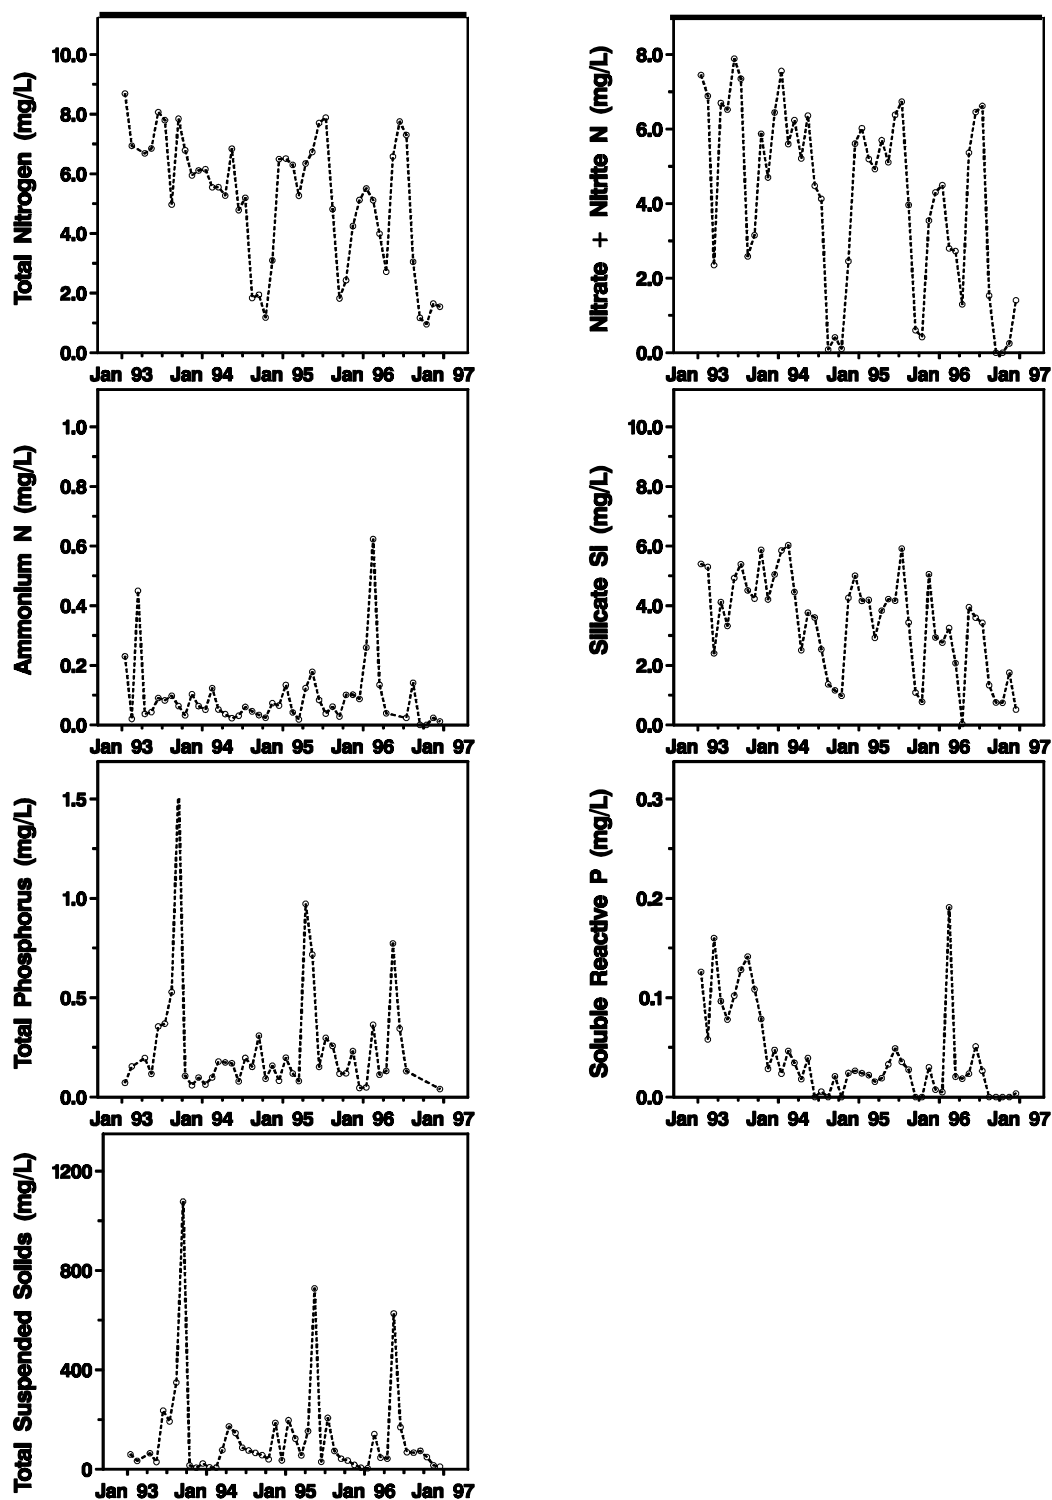 Total Nitrogen (mg/L)
10.0
8.0
6.0
4.0
2.0
0.0
Jan 93 Jan 94 Jan 95 Jan 96 Jan 97
Nitrate + Nitrite N (mg/L)
8.0
6.0
4.0
2.0
0.0
Jan 93 Jan 94 Jan 95 Jan 96 Jan 97
Ammonium N (mg/L)
1.0
0.8
0.6
0.4
0.2
0.0
Jan 93 Jan 94 Jan 95 Jan 96 Jan 97
Silicate Si (mg/L)
10.0
8.0
6.0
4.0
2.0
0.0
Jan 93 Jan 94 Jan 95 Jan 96 Jan 97
Total Phosphorus (mg/L)
1.5
1.0
0.5
0.0
Jan 93 Jan 94 Jan 95 Jan 96 Jan 97
Soluble Reactive P (mg/L)
0.3
0.2
0.1
0.0
Jan 93 Jan 94 Jan 95 Jan 96 Jan 97
Total Suspended Solids (mg/L)
1200
800
400
0
Jan 93 Jan 94 Jan 95 Jan 96 Jan 97